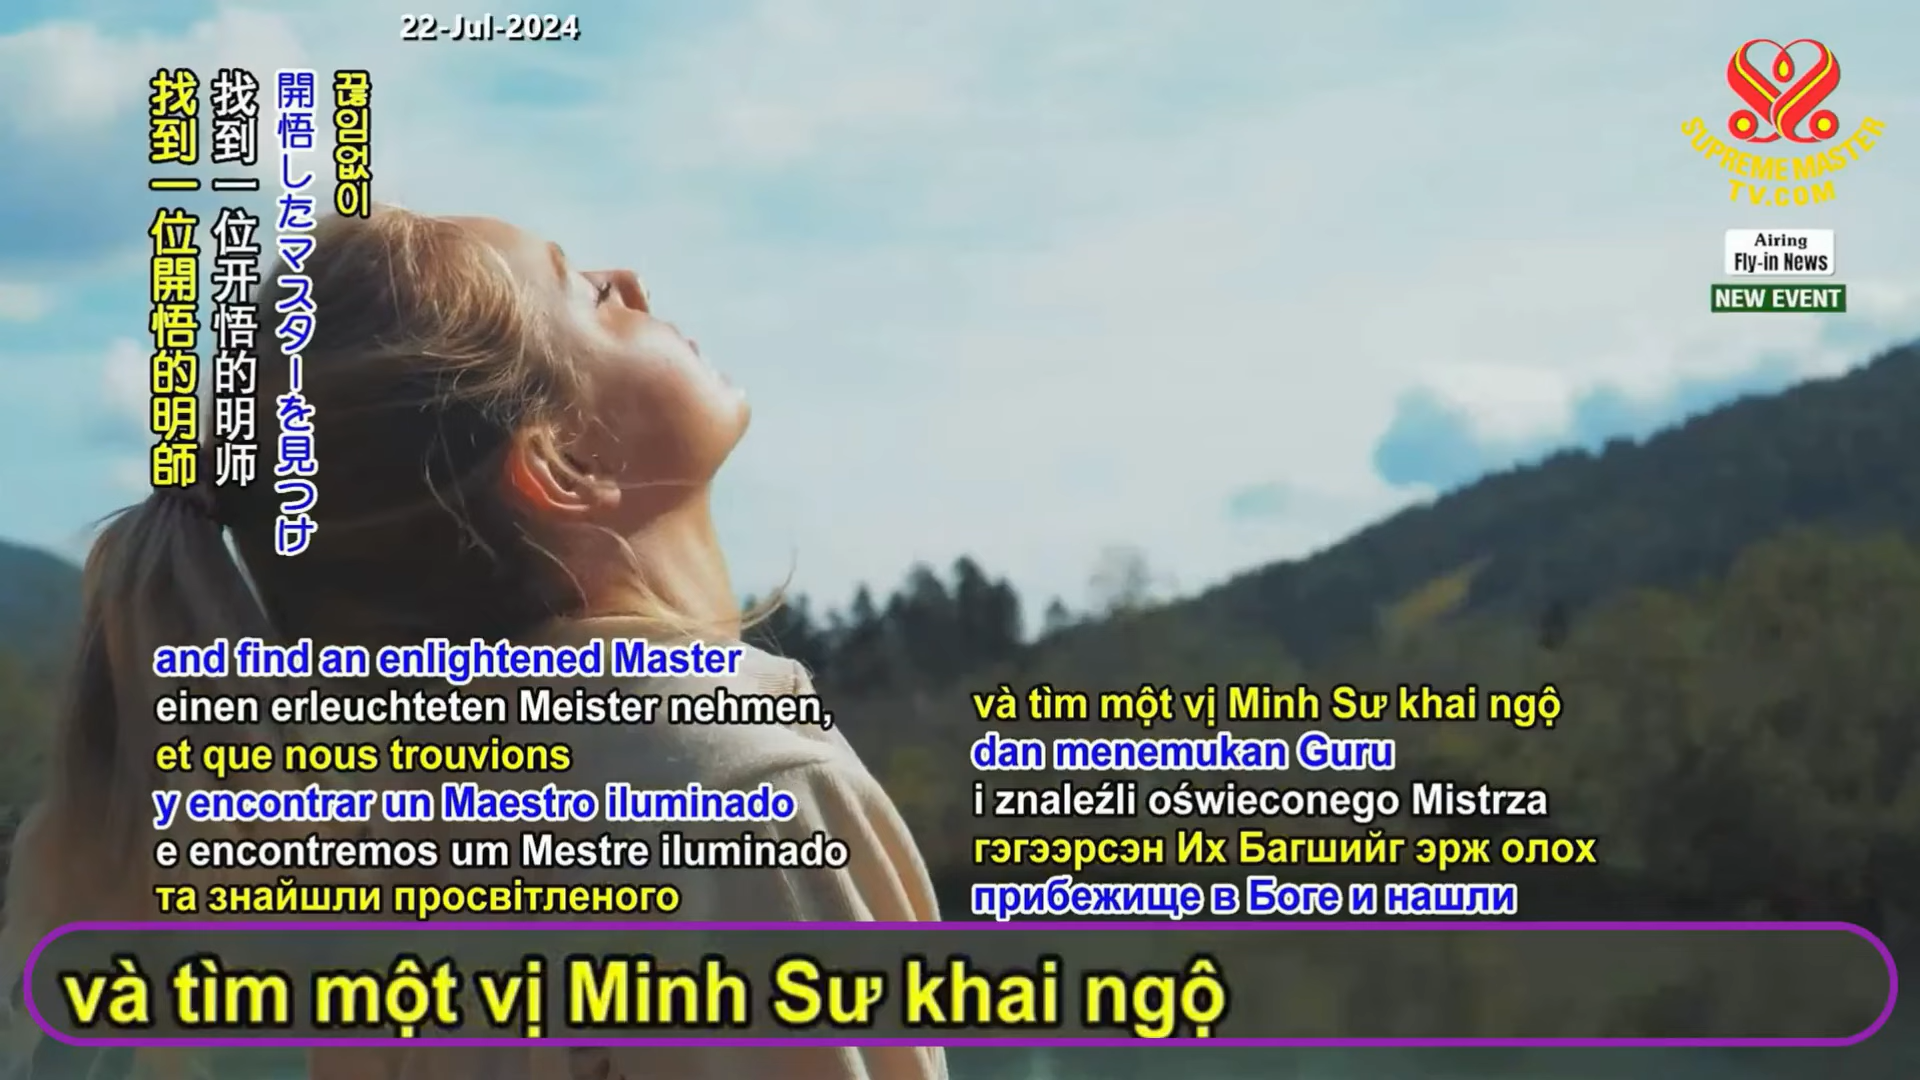 22-Jul-2024
SUPREME MASTER
TV.COM
Airing
Fly-in News
NEW EVENT
找到一位開悟的明師
找到一位开悟的明师
開悟したマスターを見つけ
끊임없이
and find an enlightened Master
einen erleuchteten Meister nehmen,
et que nous trouvions
y encontrar un Maestro iluminado
e encontremos um Mestre iluminado
та знайшли просвітленого
và tìm một vị Minh Sư khai ngộ
dan menemukan Guru
i znaleźli oświeconego Mistrza
гэгээрсэн Их Багшийг эрж олох
прибежище в Боге и нашли
và tìm một vị Minh Sư khai ngộ